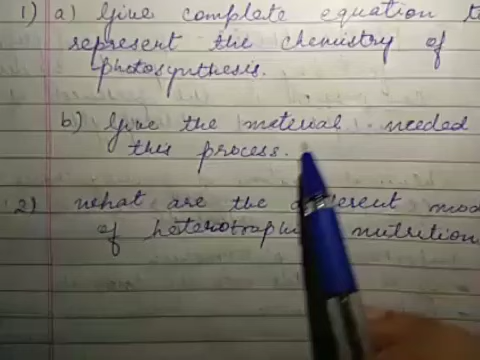 1) a) Give complete equation to
represent the chemistry of
photosynthesis.
b) Give the material needed
this process.
2) what are the different mod
of heterotrophi nutrition